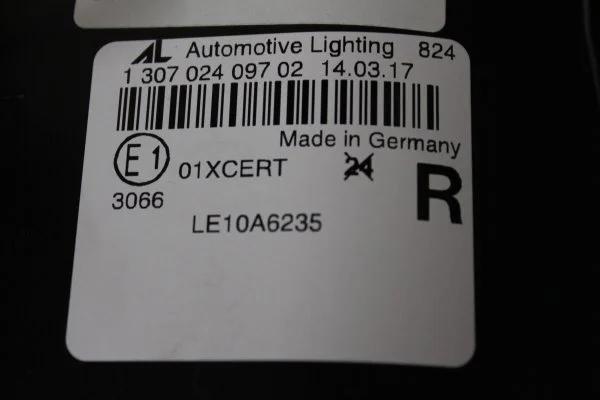 AL Automotive Lighting 824
1 307 024 097 02 14.03.17
Made in Germany
E1 01XCERT 24 R
3066
LE10A6235